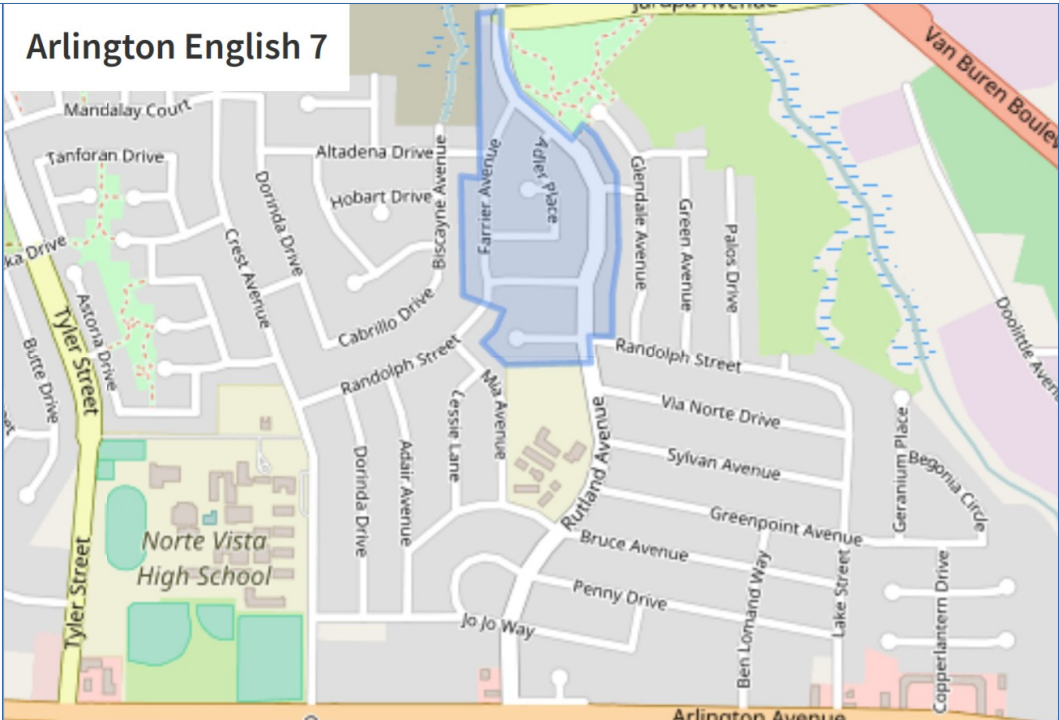 Arlington English 7
Jurupa Avenue
Van Buren Boulev
Mandalay Court
Tanforan Drive
Altadena Drive
Hobart Drive
Dorinda Drive
Biscayne Avenue
Farrier Avenue
Adler Place
Glendale Avenue
Green Avenue
Palos Drive
Doolittle Aven
ka Drive
Crest Avenue
Astoria Drive
Butte Drive
Tyler Street
Cabrillo Drive
Randolph Street
Randolph Street
Mia Avenue
Lessie Lane
Adair Avenue
Dorinda Drive
Via Norte Drive
Sylvan Avenue
Rutland Avenue
Greenpoint Avenue
Geranium Place
Begonia Circle
Norte Vista
High School
Tyler Street
Bruce Avenue
Penny Drive
Jo Jo Way
Ben Lomand Way
Lake Street
Copperlantern Drive
Arlington Avenue